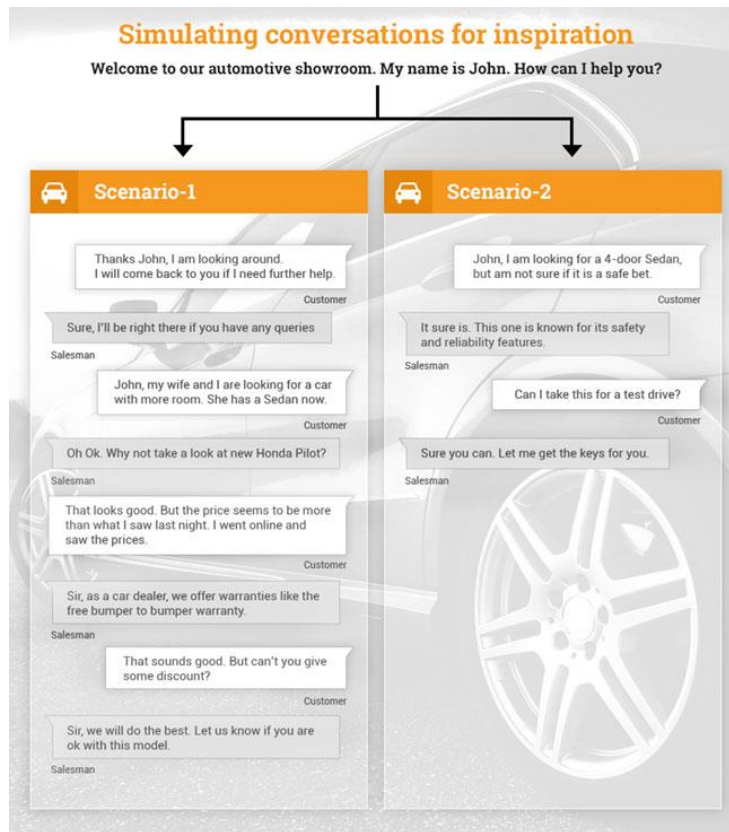 Simulating conversations for inspiration
Welcome to our automotive showroom. My name is John. How can I help you?
Scenario-1
Thanks John, I am looking around.
I will come back to you if I need further help.
Customer
Sure, I'll be right there if you have any queries
Salesman
John, my wife and I are looking for a car
with more room. She has a Sedan now.
Customer
Oh Ok. Why not take a look at new Honda Pilot?
Salesman
That looks good. But the price seems to be more
than what I saw last night. I went online and
saw the prices.
Customer
Sir, as a car dealer, we offer warranties like the
free bumper to bumper warranty.
Salesman
That sounds good. But can't you give
some discount?
Customer
Sir, we will do the best. Let us know if you are
ok with this model.
Salesman
Scenario-2
John, I am looking for a 4-door Sedan,
but am not sure if it is a safe bet.
Customer
It sure is. This one is known for its safety
and reliability features.
Salesman
Can I take this for a test drive?
Customer
Sure you can. Let me get the keys for you.
Salesman